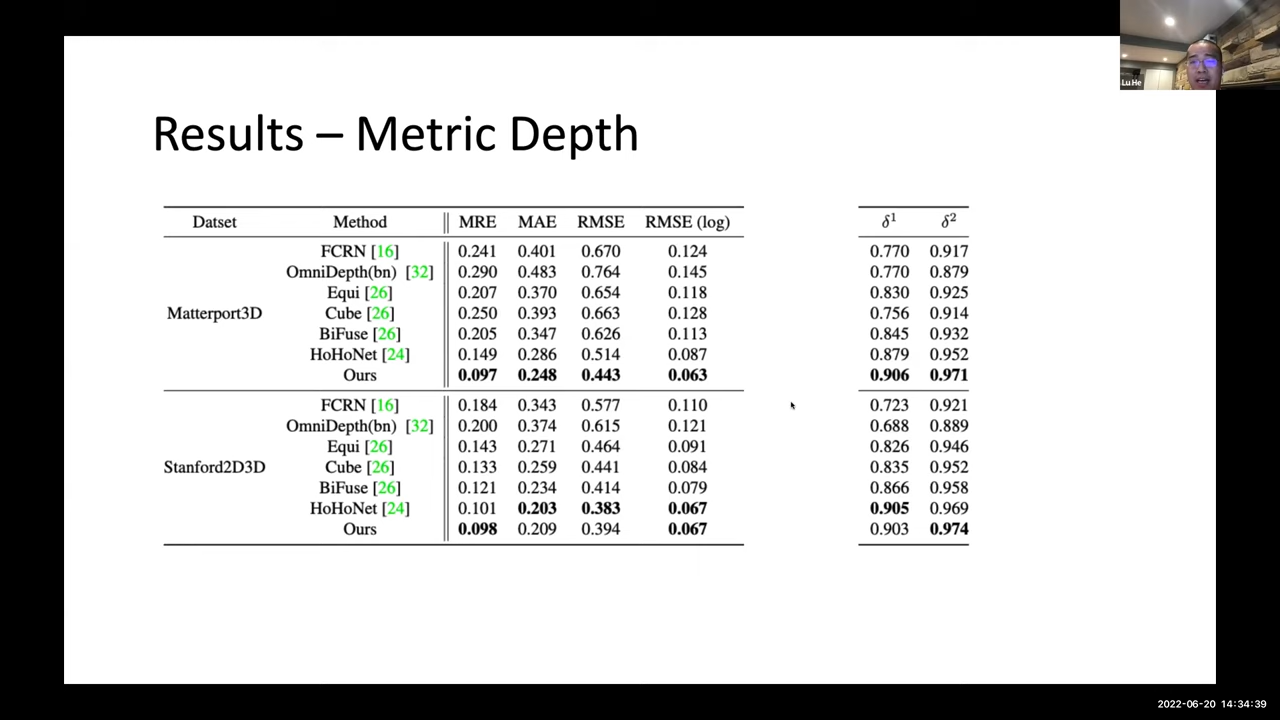 Lu He
Results – Metric Depth
Datset Method MRE MAE RMSE RMSE (log) δ¹ δ²
FCRN [16] 0.241 0.401 0.670 0.124 0.770 0.917
OmniDepth(bn) [32] 0.290 0.483 0.764 0.145 0.770 0.879
Equi [26] 0.207 0.370 0.654 0.118 0.830 0.925
Matterport3D Cube [26] 0.250 0.393 0.663 0.128 0.756 0.914
BiFuse [26] 0.205 0.347 0.626 0.113 0.845 0.932
HoHoNet [24] 0.149 0.286 0.514 0.087 0.879 0.952
Ours 0.097 0.248 0.443 0.063 0.906 0.971
FCRN [16] 0.184 0.343 0.577 0.110 0.723 0.921
OmniDepth(bn) [32] 0.200 0.374 0.615 0.121 0.688 0.889
Equi [26] 0.143 0.271 0.464 0.091 0.826 0.946
Stanford2D3D Cube [26] 0.133 0.259 0.441 0.084 0.835 0.952
BiFuse [26] 0.121 0.234 0.414 0.079 0.866 0.958
HoHoNet [24] 0.101 0.203 0.383 0.067 0.905 0.969
Ours 0.098 0.209 0.394 0.067 0.903 0.974
2022-06-20 14:34:39